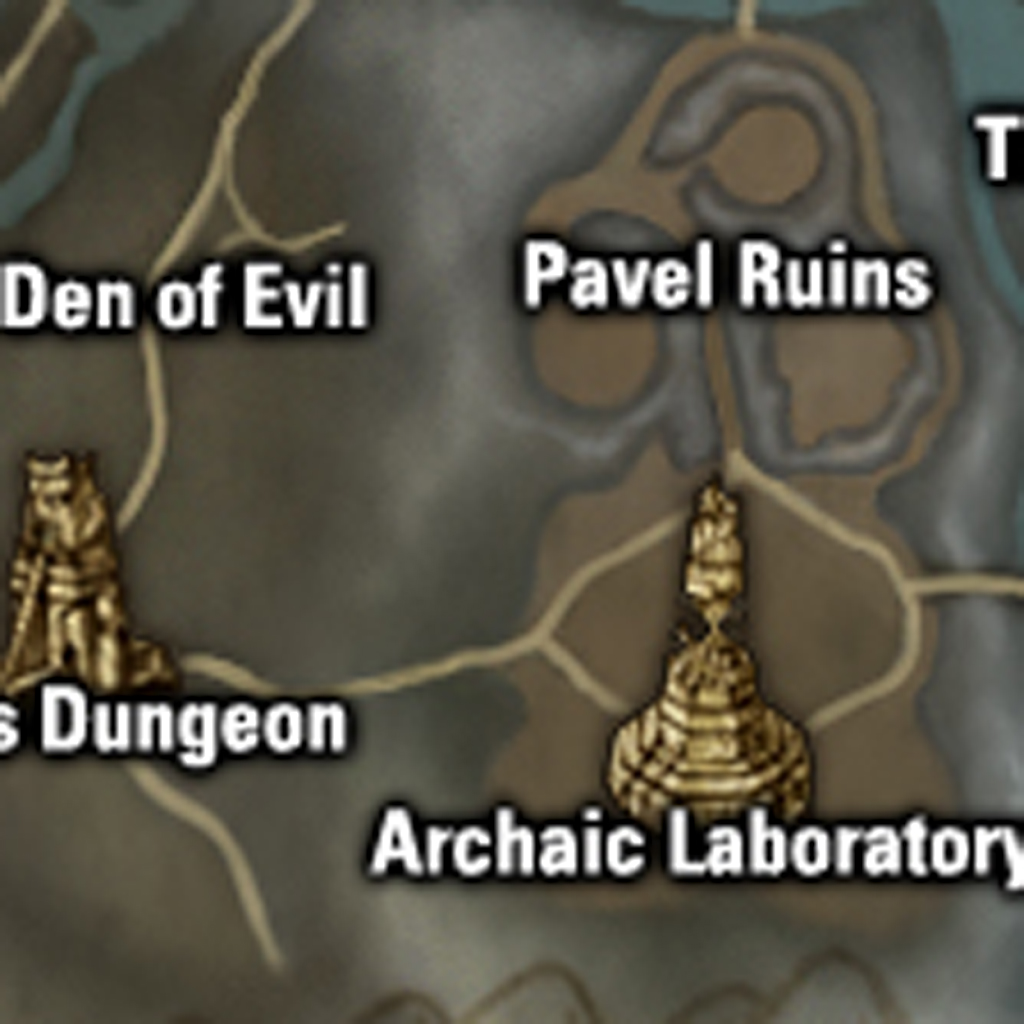 T
Den of Evil
Pavel Ruins
s Dungeon
Archaic Laboratory